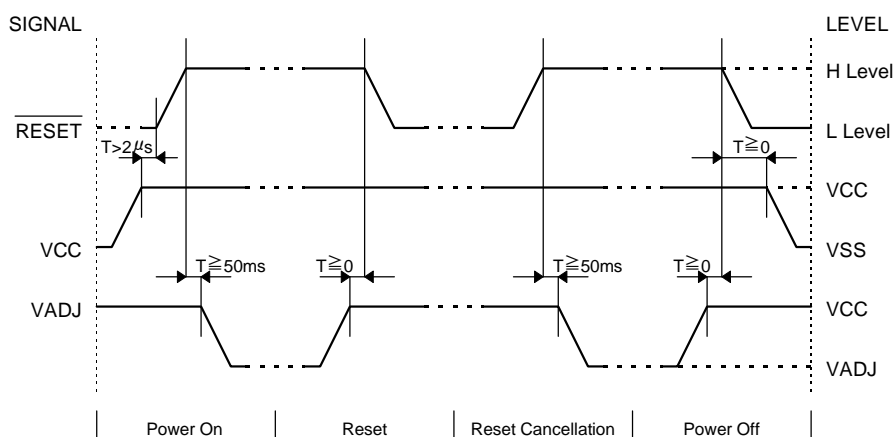 SIGNAL LEVEL
H Level
RESET L Level
T>2μs T≧0
VCC
VCC VSS
T≧50ms T≧0 T≧50ms T≧0
VADJ VCC
VADJ
Power On Reset Reset Cancellation Power Off